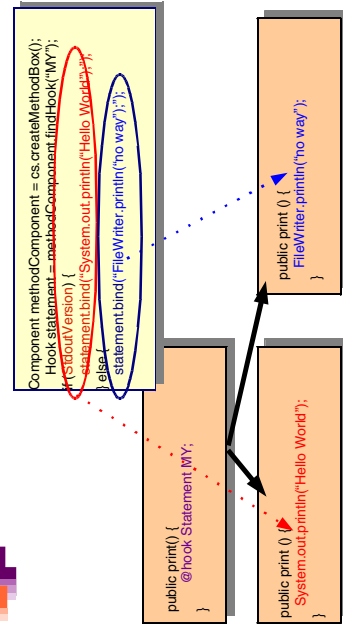 Component methodComponent = cs.createMethodBox();
Hook statement = methodComponent.findHook("MY");
if (StdoutVersion) {
statement.bind("System.out.println("Hello World");");
} else {
statement.bind("FileWriter.println("no way");");
}
public print() {
@hook Statement MY;
}
public print () {
FileWriter.println("no way");
}
public print () {
System.out.println("Hello World");
}